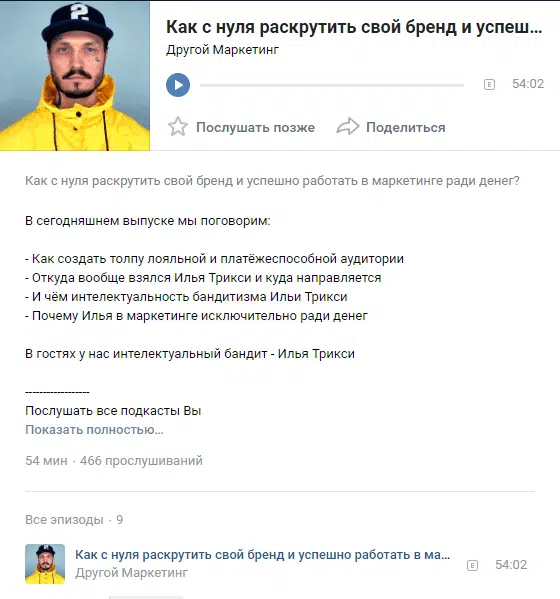 Как с нуля раскрутить свой бренд и успеш...
Другой Маркетинг
E 54:02
Послушать позже Поделиться
Как с нуля раскрутить свой бренд и успешно работать в маркетинге ради денег?
В сегодняшнем выпуске мы поговорим:
- Как создать толпу лояльной и платёжеспособной аудитории
- Откуда вообще взялся Илья Трикси и куда направляется
- И чём интелектуальность бандитизма Ильи Трикси
- Почему Илья в маркетинге исключительно ради денег
В гостях у нас интелектуальный бандит - Илья Трикси
------------------
Послушать все подкасты Вы
Показать полностью...
54 мин · 466 прослушиваний
Все эпизоды · 9
Как с нуля раскрутить свой бренд и успешно работать в ма...
E 54:02
Другой Маркетинг